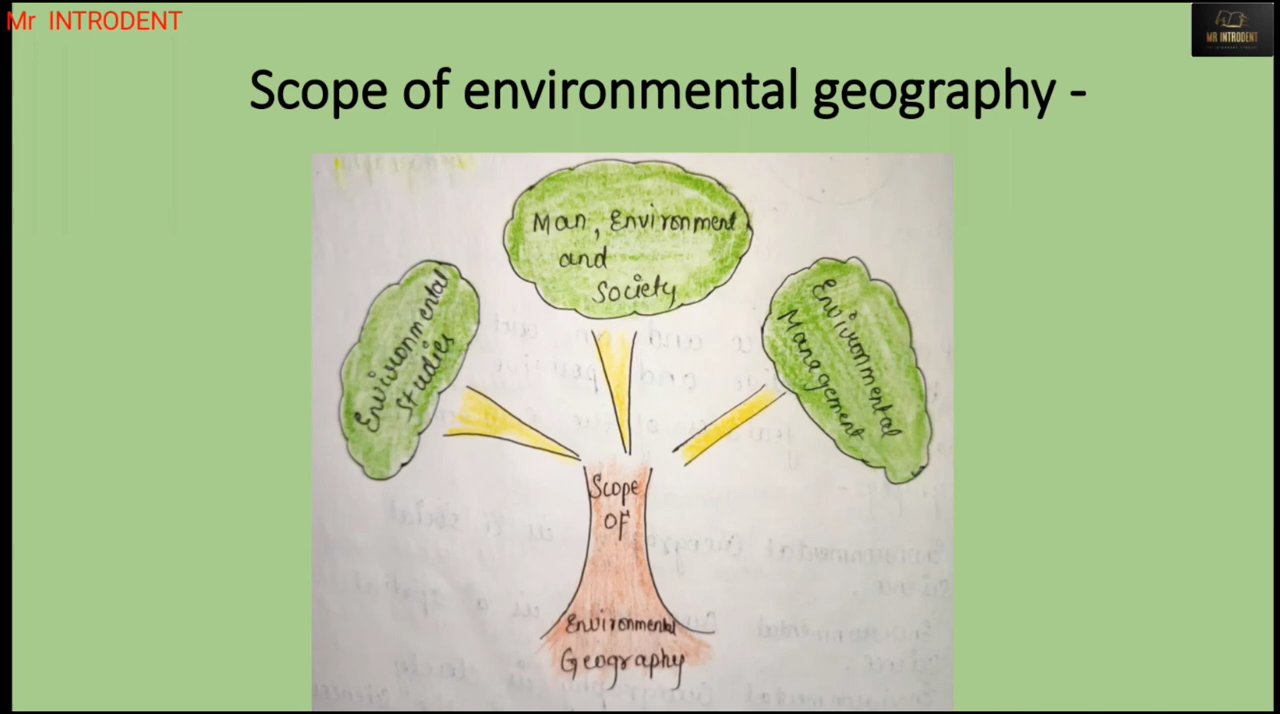 Mr INTRODENT
MR INTRODENT
Scope of environmental geography -
Man, Environment
and
Society
Environmental
Studies
Environmental
Management
Scope
OF
Environmental
Geography